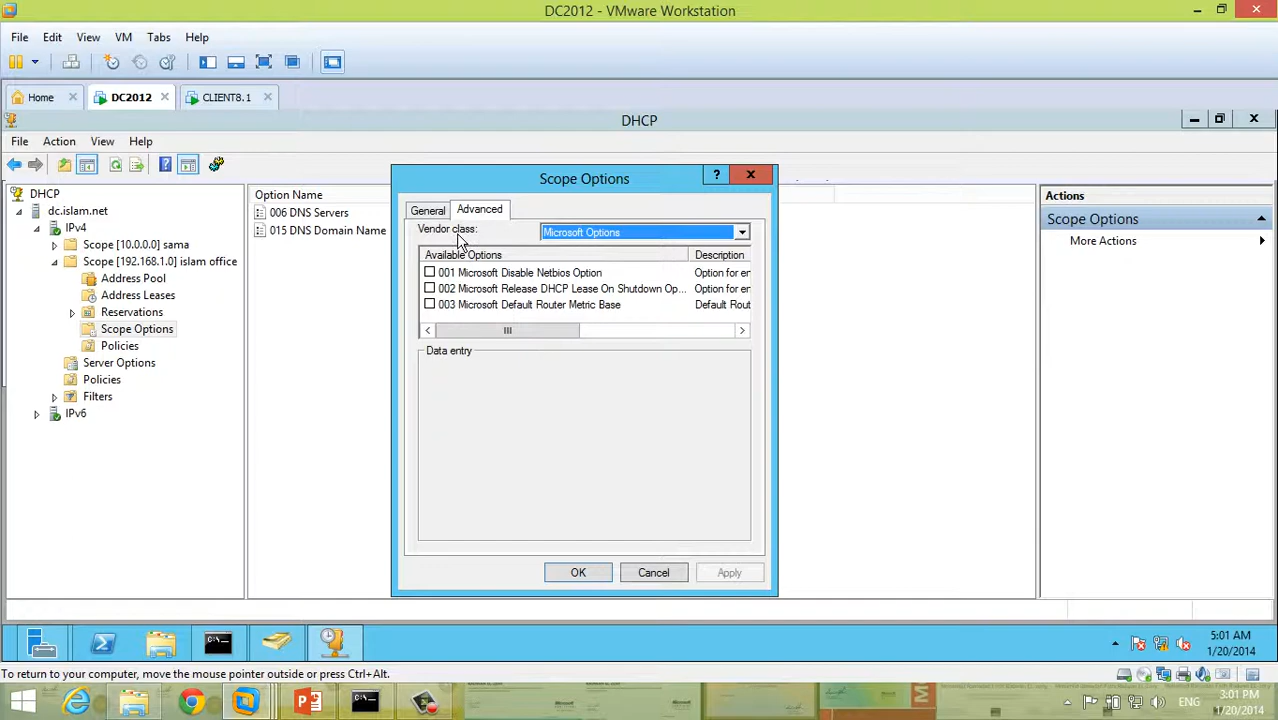 DC2012 - VMware Workstation
File Edit View VM Tabs Help
Home DC2012 CLIENT8.1
DHCP
File Action View Help
DHCP
dc.islam.net
IPv4
Scope [10.0.0.0] sama
Scope [192.168.1.0] islam office
Address Pool
Address Leases
Reservations
Scope Options
Policies
Server Options
Policies
Filters
IPv6
Option Name
006 DNS Servers
015 DNS Domain Name
Scope Options
General Advanced
Vendor class: Microsoft Options
Available Options Description
001 Microsoft Disable Netbios Option Option for en
002 Microsoft Release DHCP Lease On Shutdown Op... Option for en
003 Microsoft Default Router Metric Base Default Rout
Data entry
OK Cancel Apply
Actions
Scope Options
More Actions
5:01 AM
1/20/2014
To return to your computer, move the mouse pointer outside or press Ctrl+Alt.
ENG
3:01 PM
1/20/2014